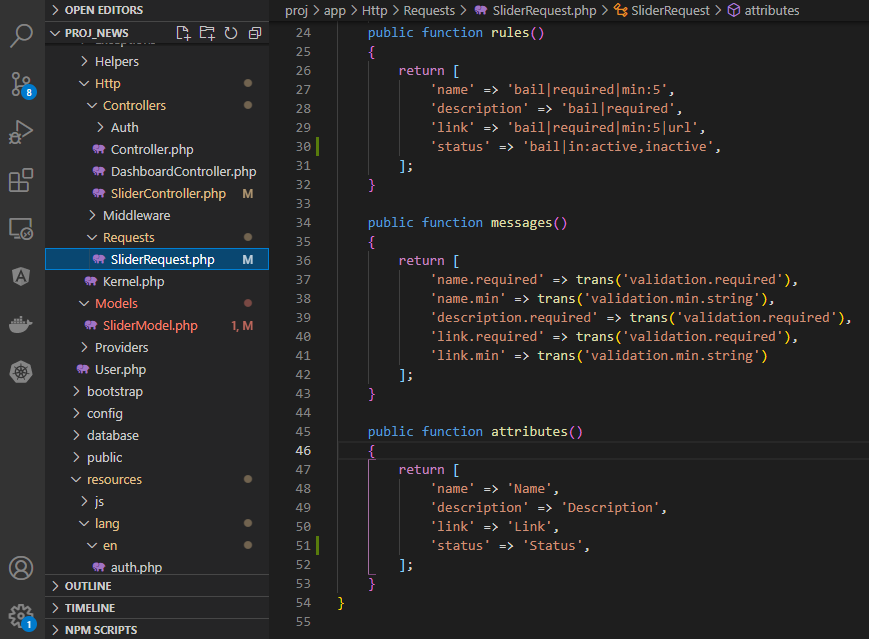 OPEN EDITORS
PROJ_NEWS
Helpers
Http
Controllers
Auth
Controller.php
DashboardController.php
SliderController.php M
Middleware
Requests
SliderRequest.php M
Kernel.php
Models
SliderModel.php 1, M
Providers
User.php
bootstrap
config
database
public
resources
js
lang
en
auth.php
OUTLINE
TIMELINE
NPM SCRIPTS
8
1
proj > app > Http > Requests > SliderRequest.php > SliderRequest > attributes
24 public function rules()
25 {
26 return [
27 'name' => 'bail|required|min:5',
28 'description' => 'bail|required',
29 'link' => 'bail|required|min:5|url',
30 'status' => 'bail|in:active,inactive',
31 ];
32 }
33
34 public function messages()
35 {
36 return [
37 'name.required' => trans('validation.required'),
38 'name.min' => trans('validation.min.string'),
39 'description.required' => trans('validation.required'),
40 'link.required' => trans('validation.required'),
41 'link.min' => trans('validation.min.string')
42 ];
43 }
44
45 public function attributes()
46 {
47 return [
48 'name' => 'Name',
49 'description' => 'Description',
50 'link' => 'Link',
51 'status' => 'Status',
52 ];
53 }
54 }
55